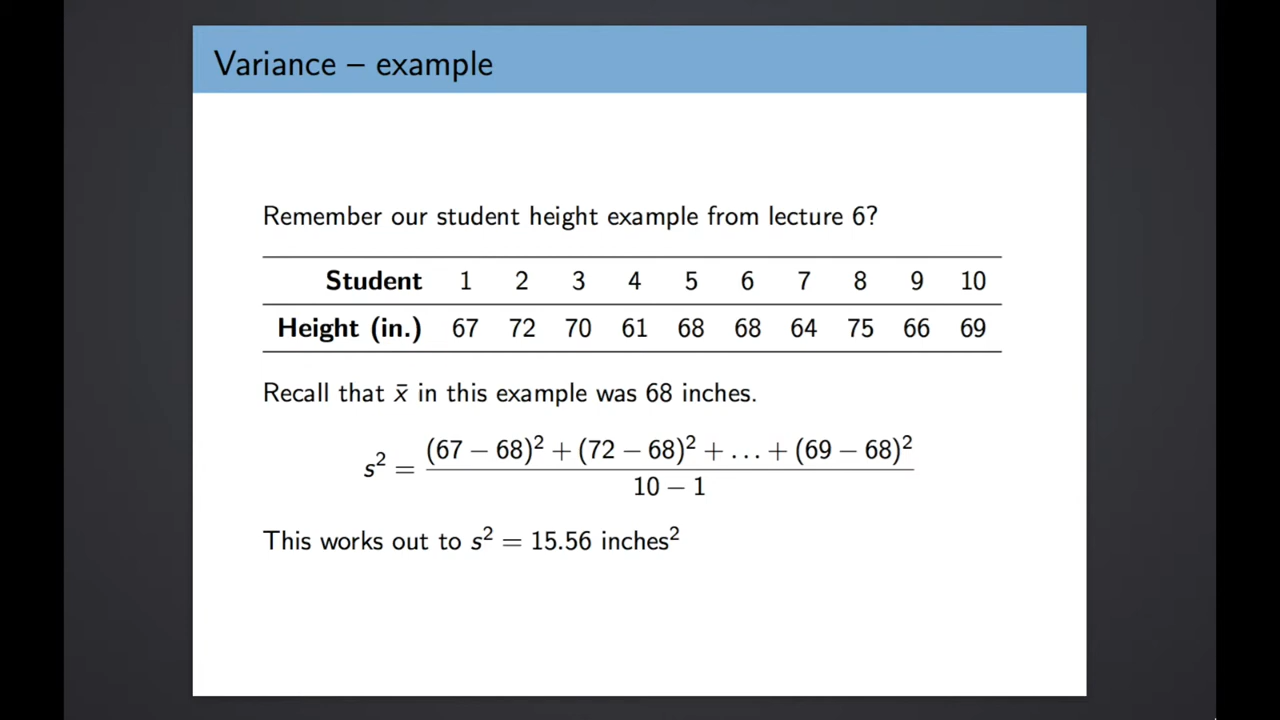 Variance – example
Remember our student height example from lecture 6?
Student 1 2 3 4 5 6 7 8 9 10
Height (in.) 67 72 70 61 68 68 64 75 66 69
Recall that x̄ in this example was 68 inches.
s² = (67 − 68)² + (72 − 68)² + … + (69 − 68)²
10 − 1
This works out to s² = 15.56 inches²